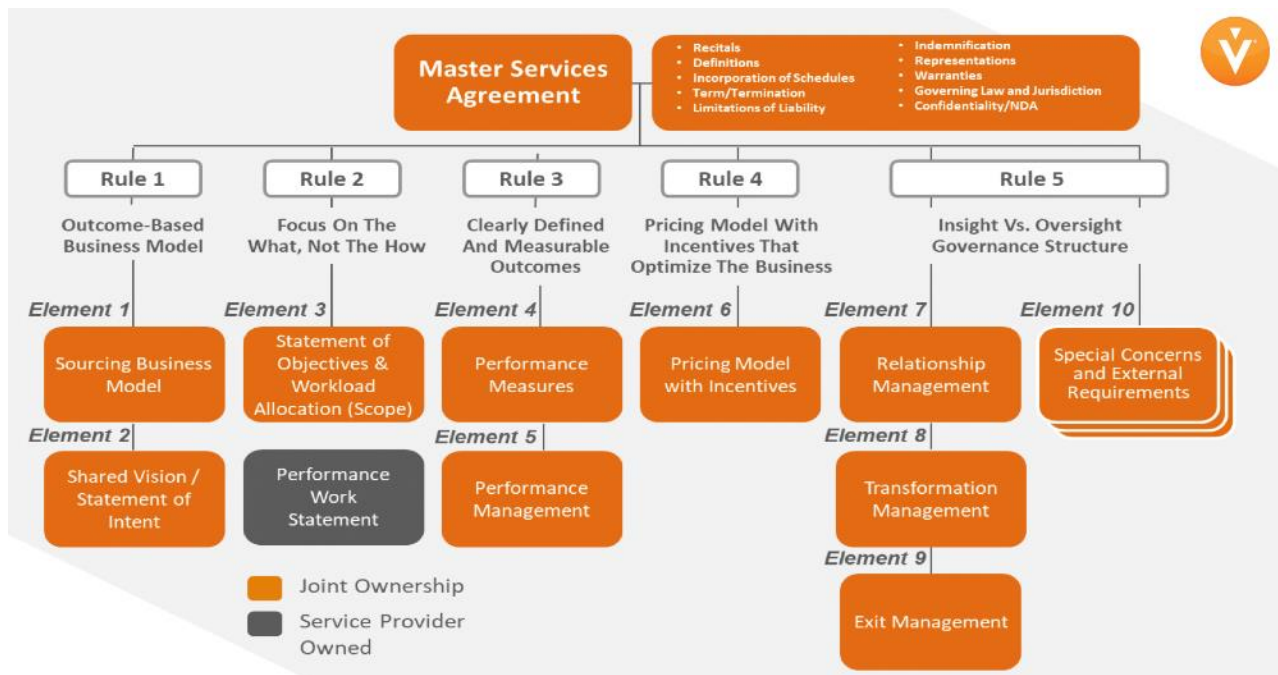 Master Services
Agreement
• Recitals
• Definitions
• Incorporation of Schedules
• Term/Termination
• Limitations of Liability
• Indemnification
• Representations
• Warranties
• Governing Law and Jurisdiction
• Confidentiality/NDA
Rule 1
Outcome-Based
Business Model
Element 1
Sourcing Business
Model
Element 2
Shared Vision /
Statement of
Intent
Rule 2
Focus On The
What, Not The How
Element 3
Statement of
Objectives &
Workload
Allocation (Scope)
Performance
Work
Statement
Rule 3
Clearly Defined
And Measurable
Outcomes
Element 4
Performance
Measures
Element 5
Performance
Management
Rule 4
Pricing Model With
Incentives That
Optimize The Business
Element 6
Pricing Model
with Incentives
Rule 5
Insight Vs. Oversight
Governance Structure
Element 7
Relationship
Management
Element 8
Transformation
Management
Element 9
Exit Management
Element 10
Special Concerns
and External
Requirements
Joint Ownership
Service Provider
Owned